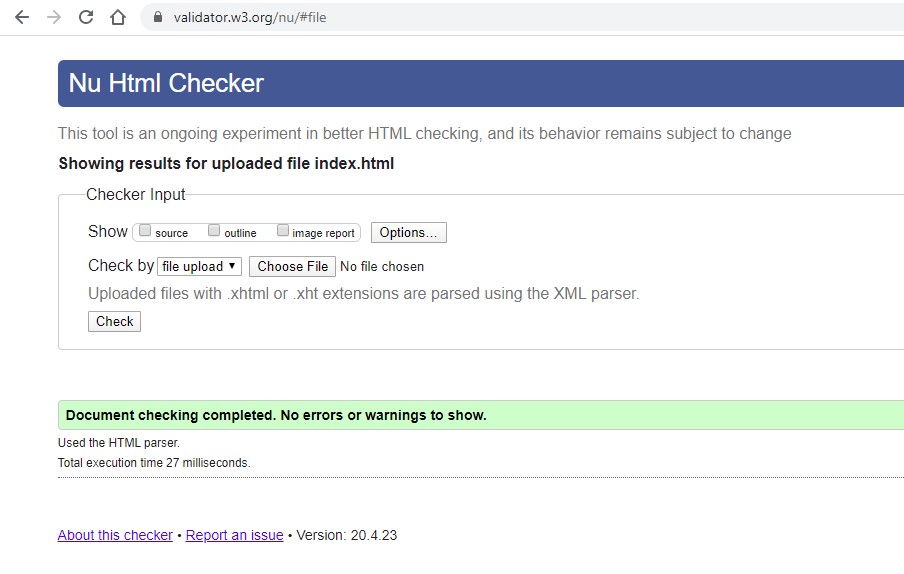 validator.w3.org/nu/#file
Nu Html Checker
This tool is an ongoing experiment in better HTML checking, and its behavior remains subject to change
Showing results for uploaded file index.html
Checker Input
Show source outline image report Options...
Check by file upload Choose File No file chosen
Uploaded files with .xhtml or .xht extensions are parsed using the XML parser.
Check
Document checking completed. No errors or warnings to show.
Used the HTML parser.
Total execution time 27 milliseconds.
About this checker • Report an issue • Version: 20.4.23